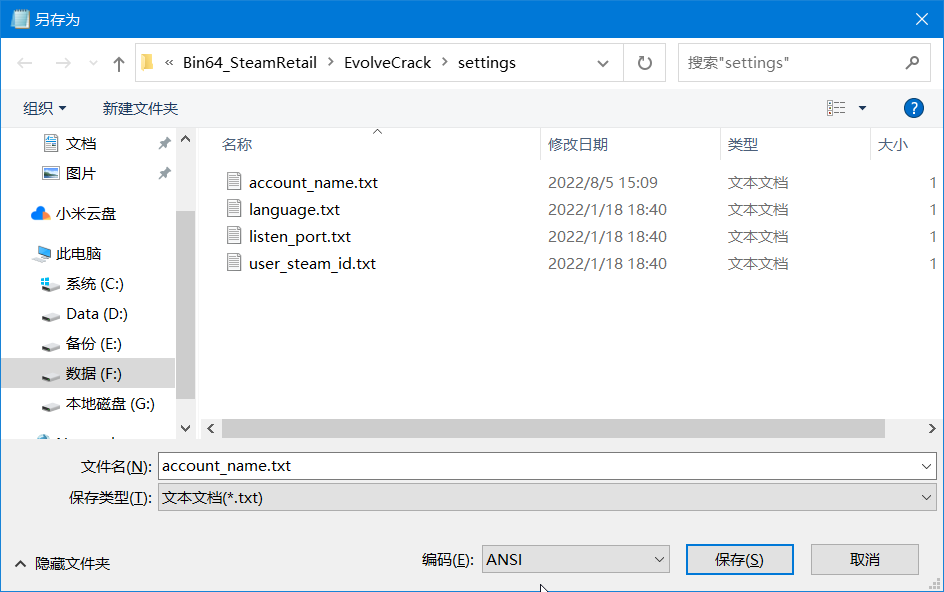 另存为
« Bin64_SteamRetail › EvolveCrack › settings
搜索"settings"
组织
新建文件夹
文档
图片
小米云盘
此电脑
系统 (C:)
Data (D:)
备份 (E:)
数据 (F:)
本地磁盘 (G:)
名称 修改日期 类型 大小
account_name.txt 2022/8/5 15:09 文本文档 1
language.txt 2022/1/18 18:40 文本文档 1
listen_port.txt 2022/1/18 18:40 文本文档 1
user_steam_id.txt 2022/1/18 18:40 文本文档 1
文件名(N): account_name.txt
保存类型(T): 文本文档(*.txt)
隐藏文件夹
编码(E): ANSI
保存(S)
取消